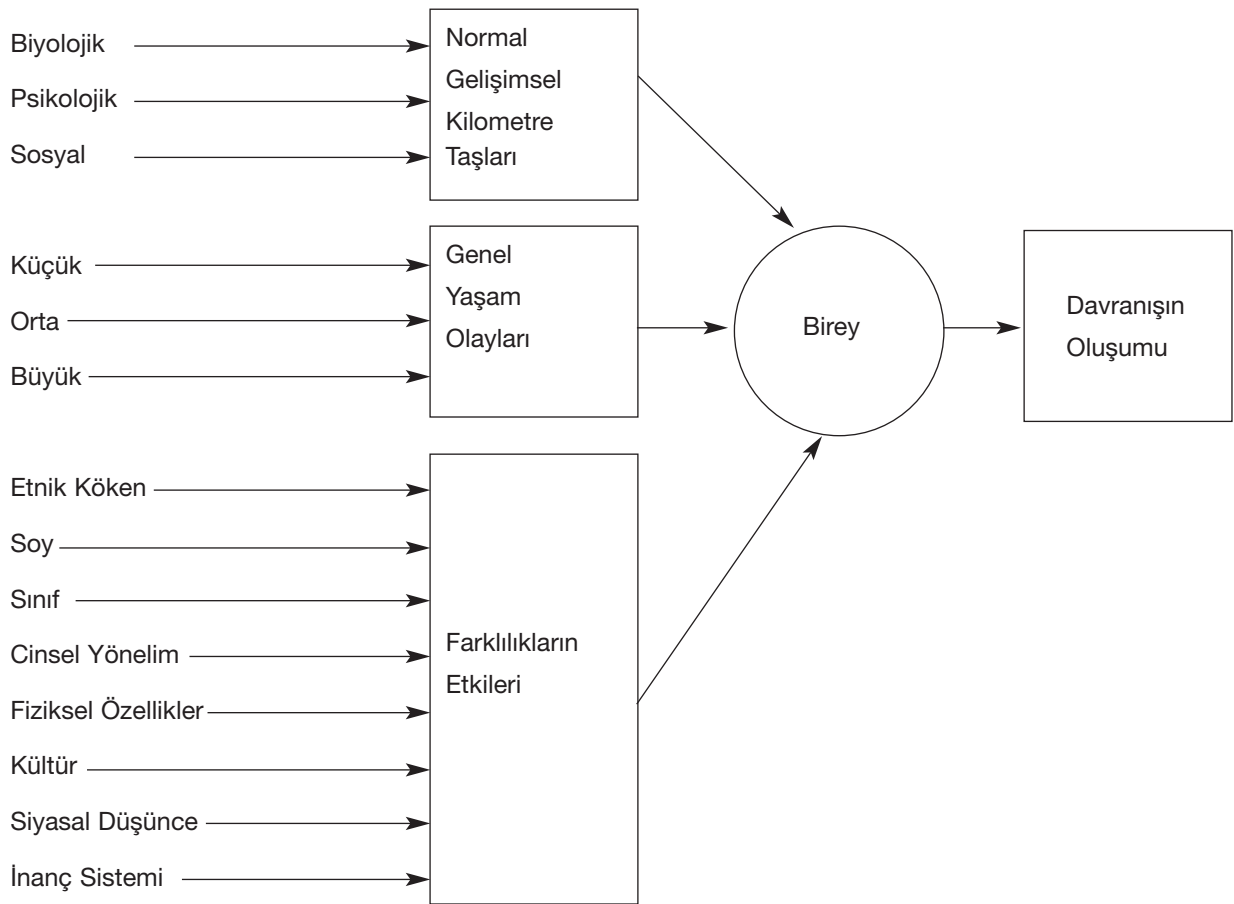 Biyolojik
Psikolojik
Sosyal
Normal
Gelişimsel
Kilometre
Taşları
Küçük
Orta
Büyük
Genel
Yaşam
Olayları
Birey
Davranışın
Oluşumu
Etnik Köken
Soy
Sınıf
Cinsel Yönelim
Fiziksel Özellikler
Kültür
Siyasal Düşünce
İnanç Sistemi
Farklılıkların
Etkileri